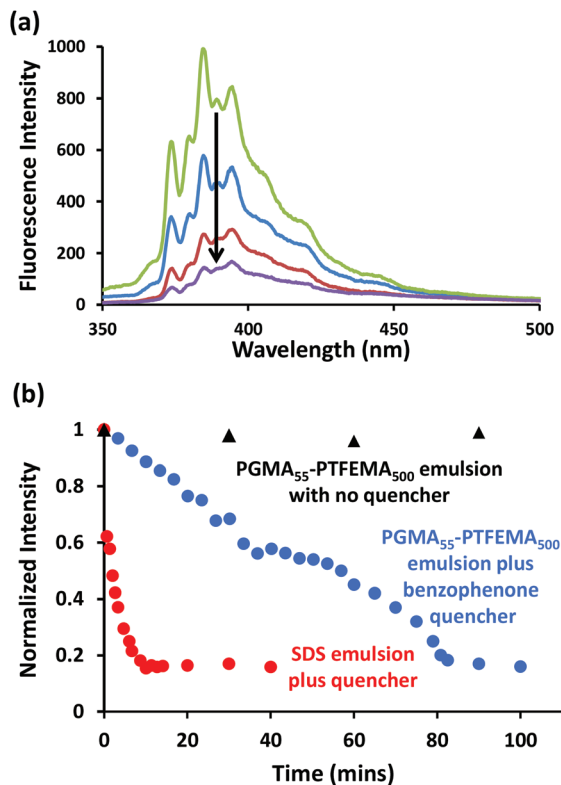 (a)
Fluorescence Intensity
1000
800
600
400
200
0
350
400
450
500
Wavelength (nm)
(b)
Normalized Intensity
1
0.8
0.6
0.4
0.2
0
PGMA₅₅-PTFEMA₅₀₀ emulsion
with no quencher
PGMA₅₅-PTFEMA₅₀₀
emulsion plus
benzophenone
quencher
SDS emulsion
plus quencher
0
20
40
60
80
100
Time (mins)